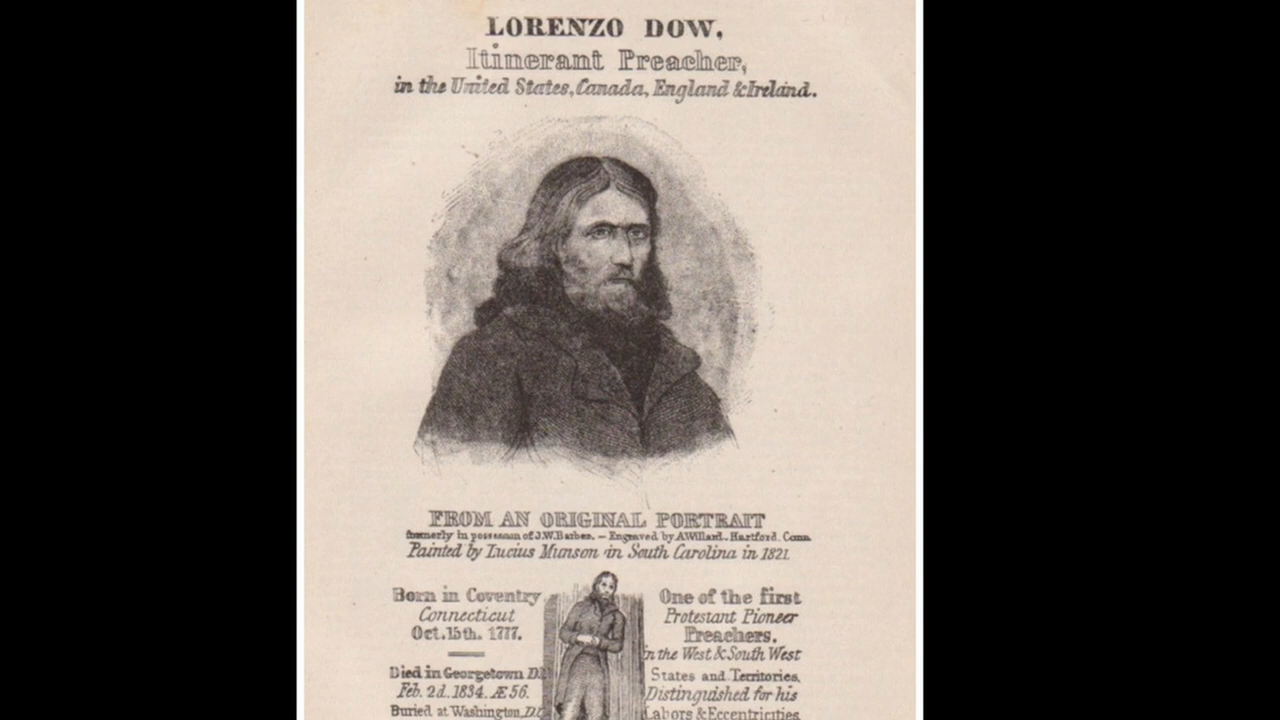 LORENZO DOW.
Itinerant Preacher,
in the United States, Canada, England & Ireland.
FROM AN ORIGINAL PORTRAIT
formerly in possession of J.W. Barber. – Engraved by A. Willard. Hartford. Conn.
Painted by Lucius Munson in South Carolina in 1821.
Born in Coventry
Connecticut
Oct. 15th. 1777.
Died in Georgetown D.C.
Feb. 2d. 1834. Æ 56.
Buried at Washington, D.C.
One of the first
Protestant Pioneer
Preachers.
in the West & South West
States and Territories.
Distinguished for his
Labors & Eccentricities.